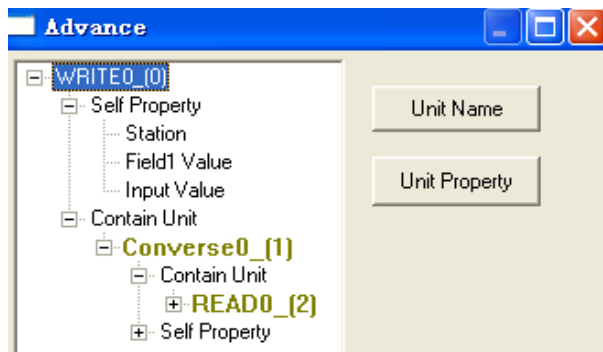 Advance
WRITE0_(0)
Self Property
Station
Field1 Value
Input Value
Contain Unit
Converse0_(1)
Contain Unit
READ0_(2)
Self Property
Unit Name
Unit Property